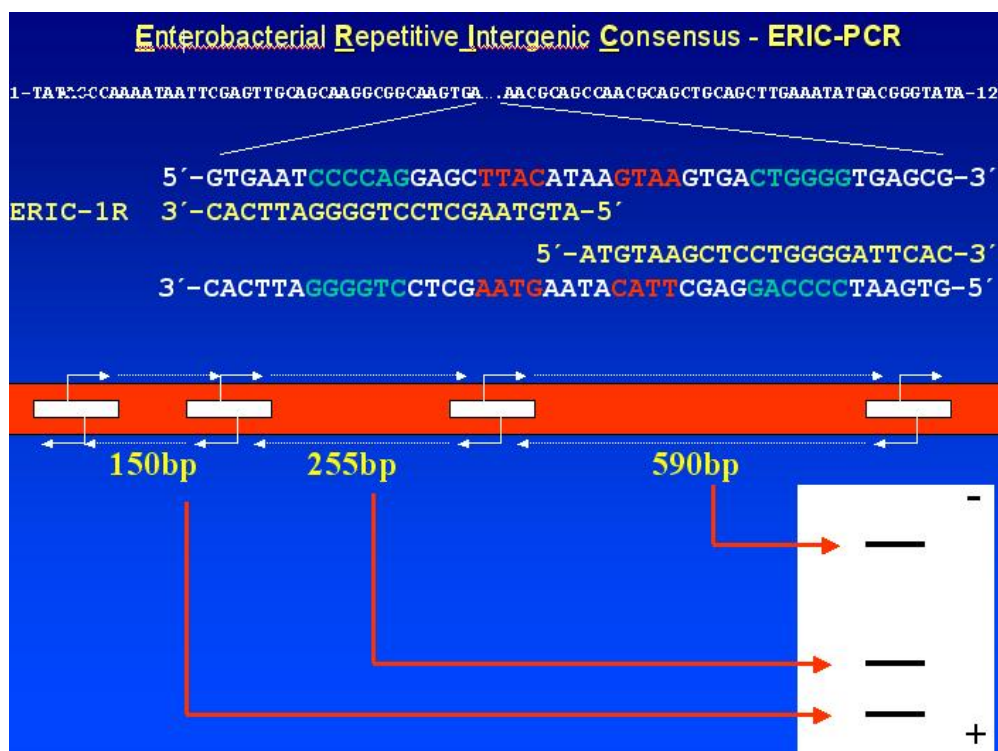 Enterobacterial Repetitive Intergenic Consensus - ERIC-PCR
CCAAAATAATTCGAGTTGCAGCAAGGCGGCAAGTGA...AACGCAGCCAACGCAGCTGCAGCTTGAAATATGACGGGTATA-12
5´-GTGAATCCCCAGGAGCTTACATAAGTAAGTGACTGGGGTGAGCG-3´
ERIC-1R 3´-CACTTAGGGGTCCTCGAATGTA-5´
5´-ATGTAAGCTCCTGGGGATTCAC-3´
3´-CACTTAGGGGTCCTCGAATGAATACATTCGAGGACCCCTAAGTG-5´
150bp 255bp 590bp
-
+